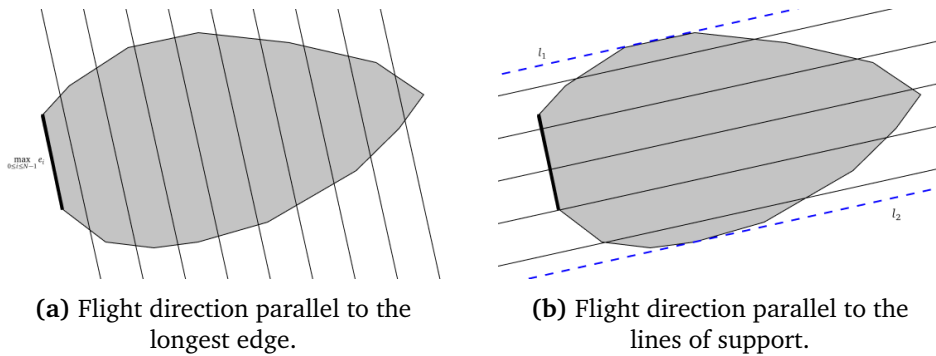 max e_i
0≤i≤N−1
l_1
l_2
(a) Flight direction parallel to the
longest edge.
(b) Flight direction parallel to the
lines of support.